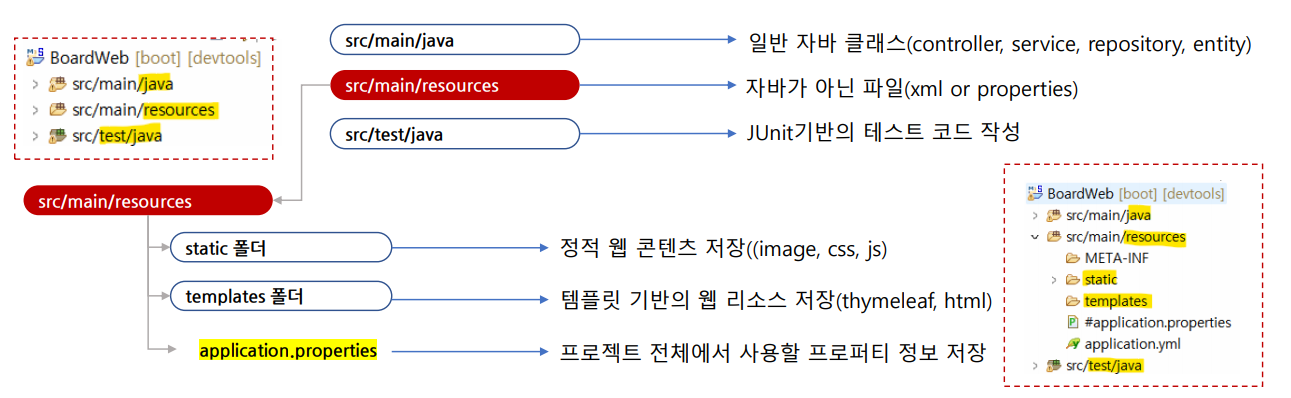 BoardWeb [boot] [devtools]
src/main/java
src/main/resources
src/test/java
src/main/java
일반 자바 클래스(controller, service, repository, entity)
src/main/resources
자바가 아닌 파일(xml or properties)
src/test/java
JUnit기반의 테스트 코드 작성
src/main/resources
static 폴더
정적 웹 콘텐츠 저장((image, css, js)
templates 폴더
템플릿 기반의 웹 리소스 저장(thymeleaf, html)
application.properties
프로젝트 전체에서 사용할 프로퍼티 정보 저장
BoardWeb [boot] [devtools]
src/main/java
src/main/resources
META-INF
static
templates
#application.properties
application.yml
src/test/java